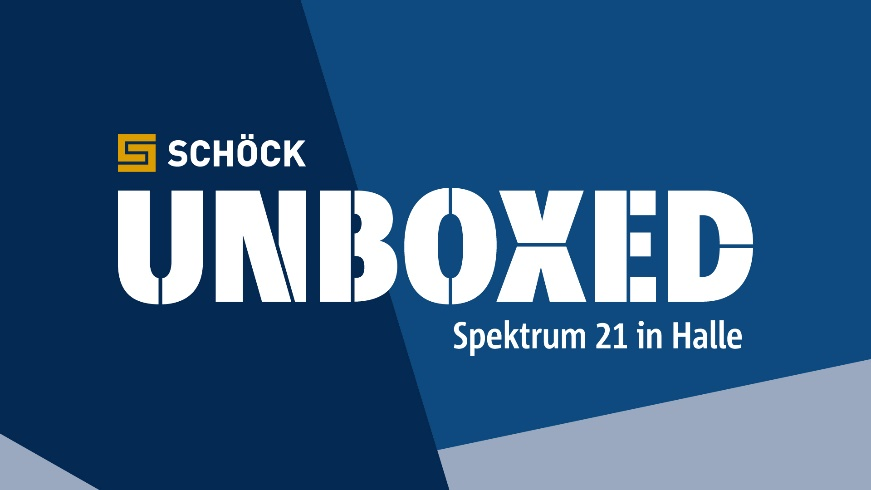 SCHÖCK
UNBOXED
Spektrum 21 in Halle